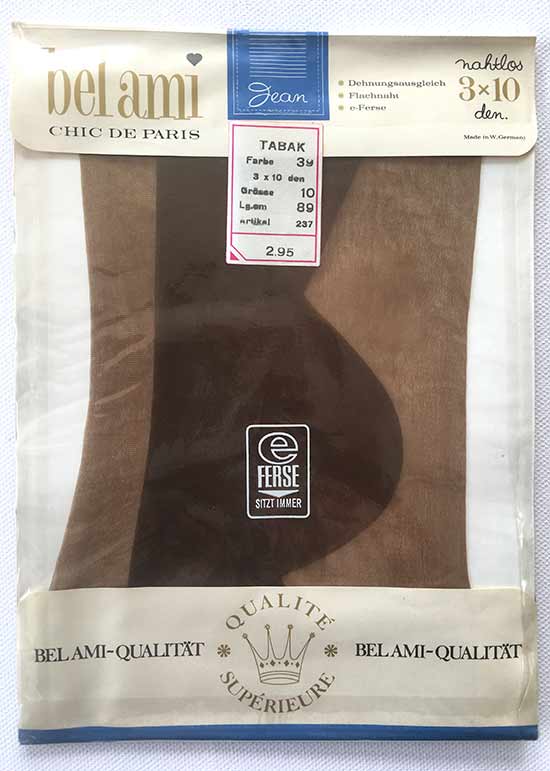 bel ami
CHIC DE PARIS
Jean
Dehnungsausgleich
Flachnaht
e-Ferse
nahtlos
3×10
den.
Made in W. Germany
TABAK
Farbe 39
3 x 10 den
Grösse 10
Lg.cm 89
Artikel 237
2.95
e
FERSE
SITZT IMMER
QUALITÉ
BEL AMI-QUALITÄT * * BEL AMI-QUALITÄT
SUPÉRIEURE